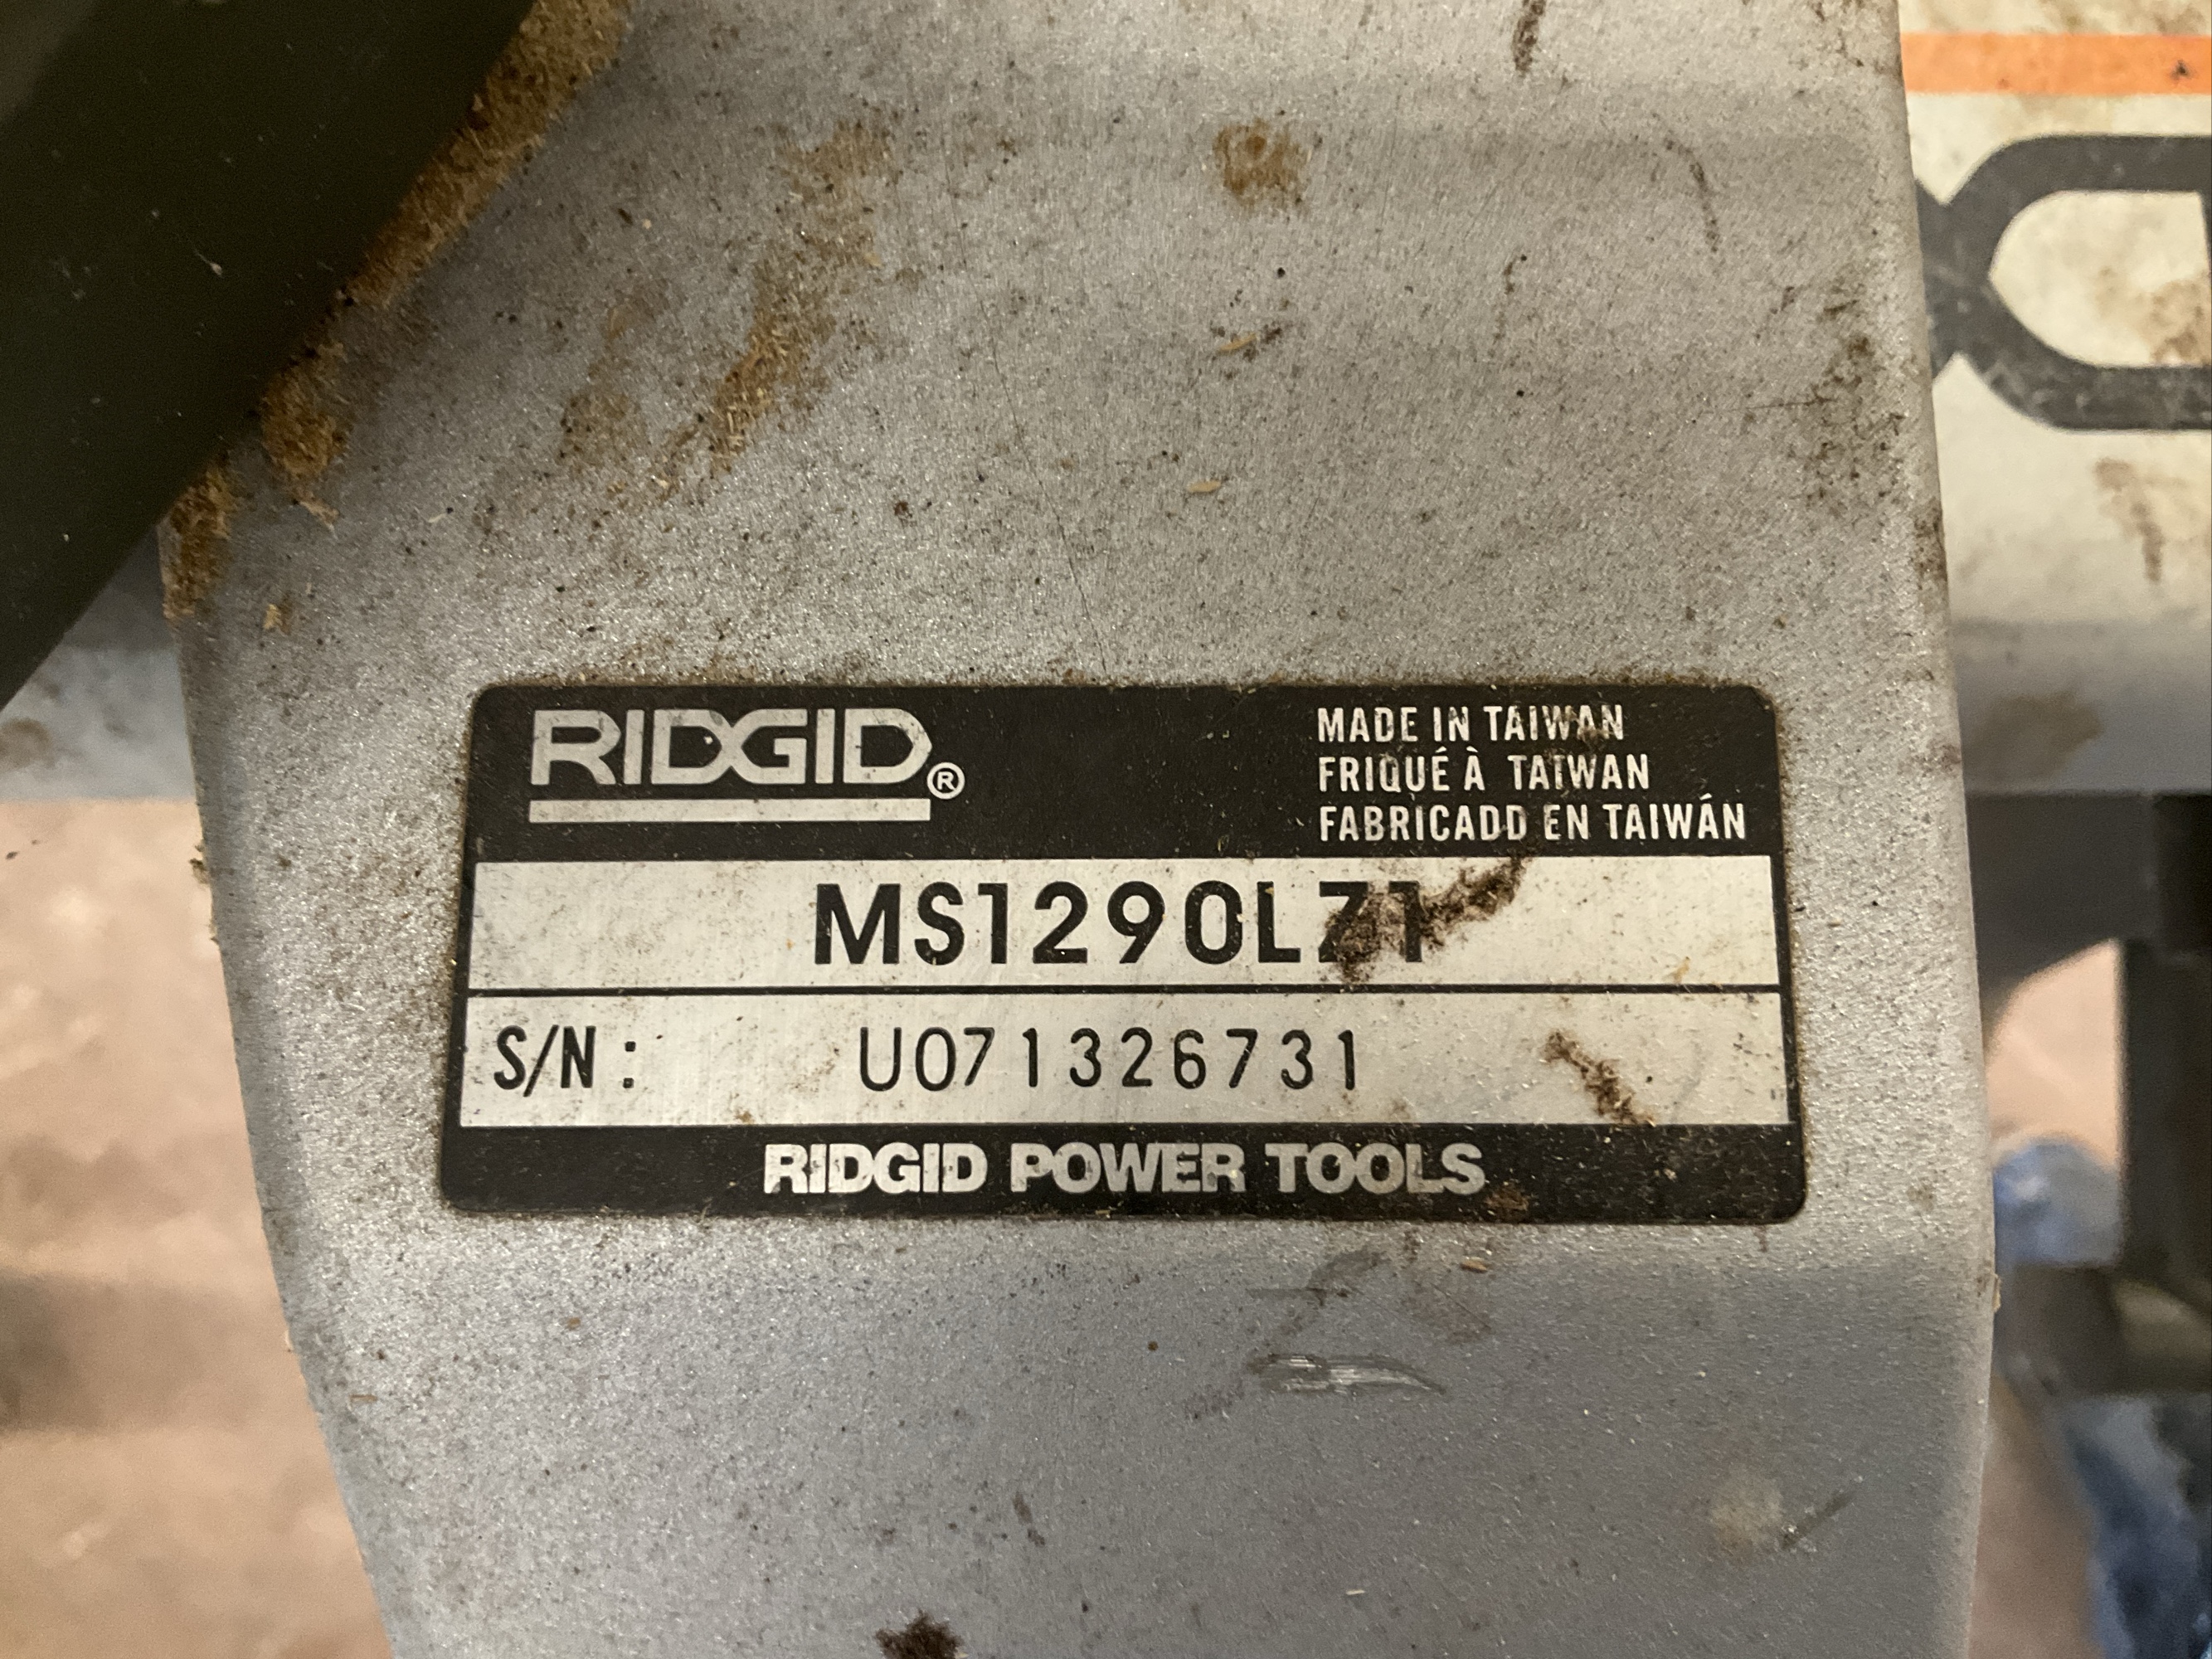 RIDGID®
MADE IN TAIWAN
FRIQUÉ À TAIWAN
FABRICADD EN TAIWÁN
MS1290LZ1
S/N: U071326731
RIDGID POWER TOOLS